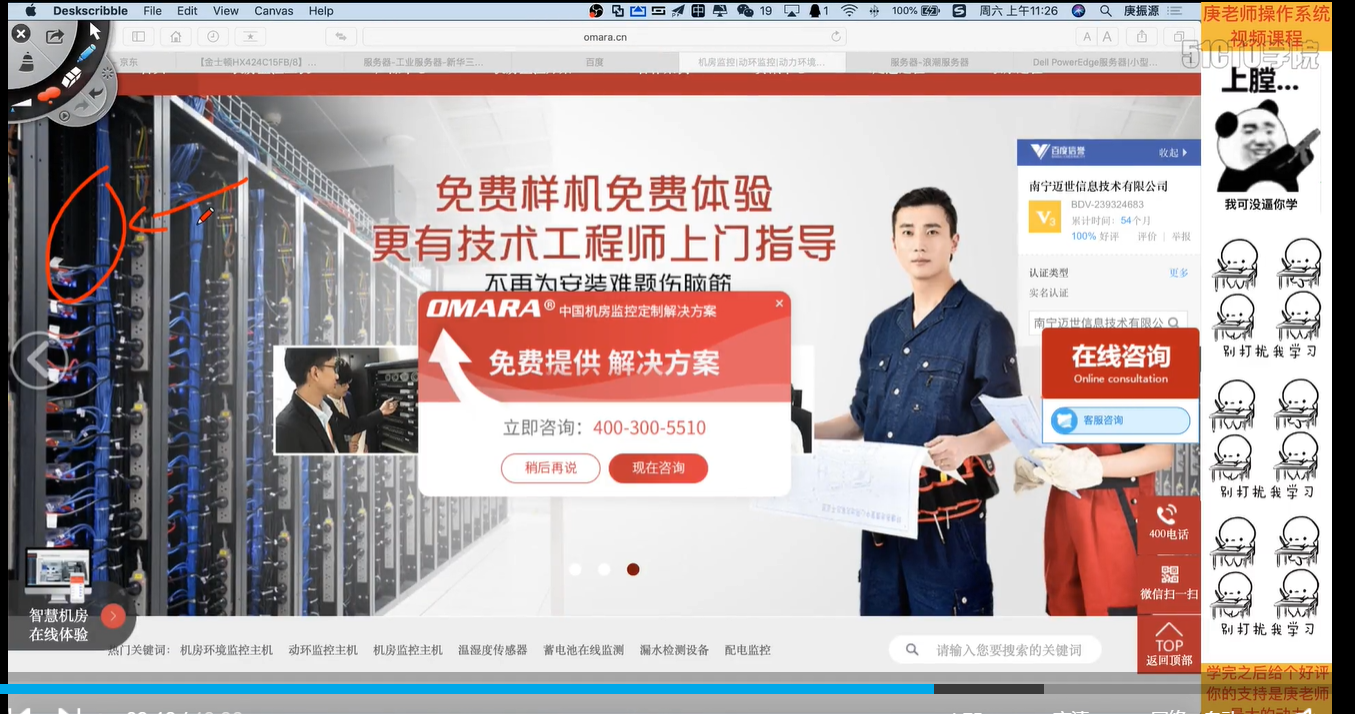 Deskscribble File Edit View Canvas Help
19
1
100%
周六 上午11:26
庚振源
庚老师操作系统
视频课程
51CTO学院
omara.cn
A A
京东
【金士顿HX424C15FB/8】...
服务器-工业服务器-新华三...
百度
机房监控|动环监控|动力环境...
服务器-浪潮服务器
Dell PowerEdge服务器|小型...
上膛...
我可没逼你学
免费样机免费体验
更有技术工程师上门指导
不再为安装难题伤脑筋
百度信誉
收起
南宁迈世信息技术有限公司
V3
BDV-239324683
累计时间：54个月
100% 好评 评价 | 举报
认证类型 更多
实名认证
南宁迈世信息技术有限公
OMARA® 中国机房监控定制解决方案
免费提供 解决方案
立即咨询：400-300-5510
稍后再说
现在咨询
在线咨询
Online consultation
客服咨询
别打扰我学习
别打扰我学习
别打扰我学习
400电话
微信扫一扫
TOP
返回顶部
智慧机房
在线体验
热门关键词： 机房环境监控主机 动环监控主机 机房监控主机 温湿度传感器 蓄电池在线监测 漏水检测设备 配电监控
请输入您要搜索的关键词
学完之后给个好评
你的支持是庚老师